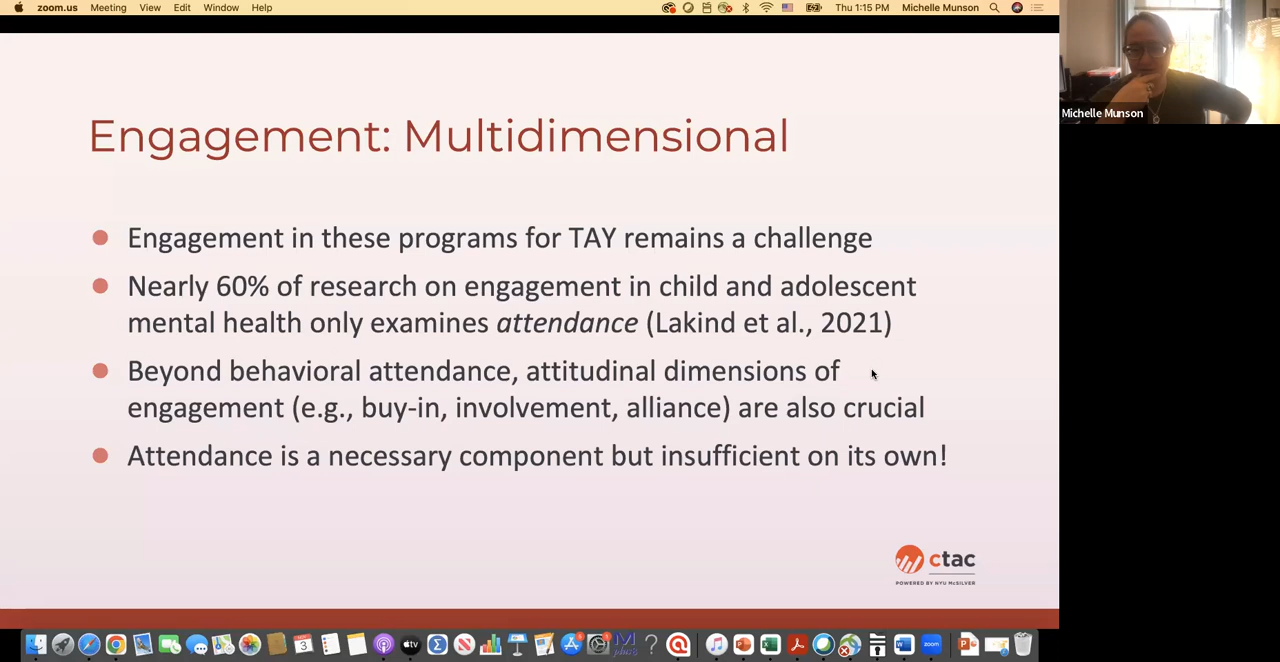 zoom.us Meeting View Edit Window Help Thu 1:15 PM Michelle Munson
Michelle Munson
Engagement: Multidimensional
Engagement in these programs for TAY remains a challenge
Nearly 60% of research on engagement in child and adolescent
mental health only examines attendance (Lakind et al., 2021)
Beyond behavioral attendance, attitudinal dimensions of
engagement (e.g., buy-in, involvement, alliance) are also crucial
Attendance is a necessary component but insufficient on its own!
ctac
POWERED BY NYU McSILVER
3
tv
zoom